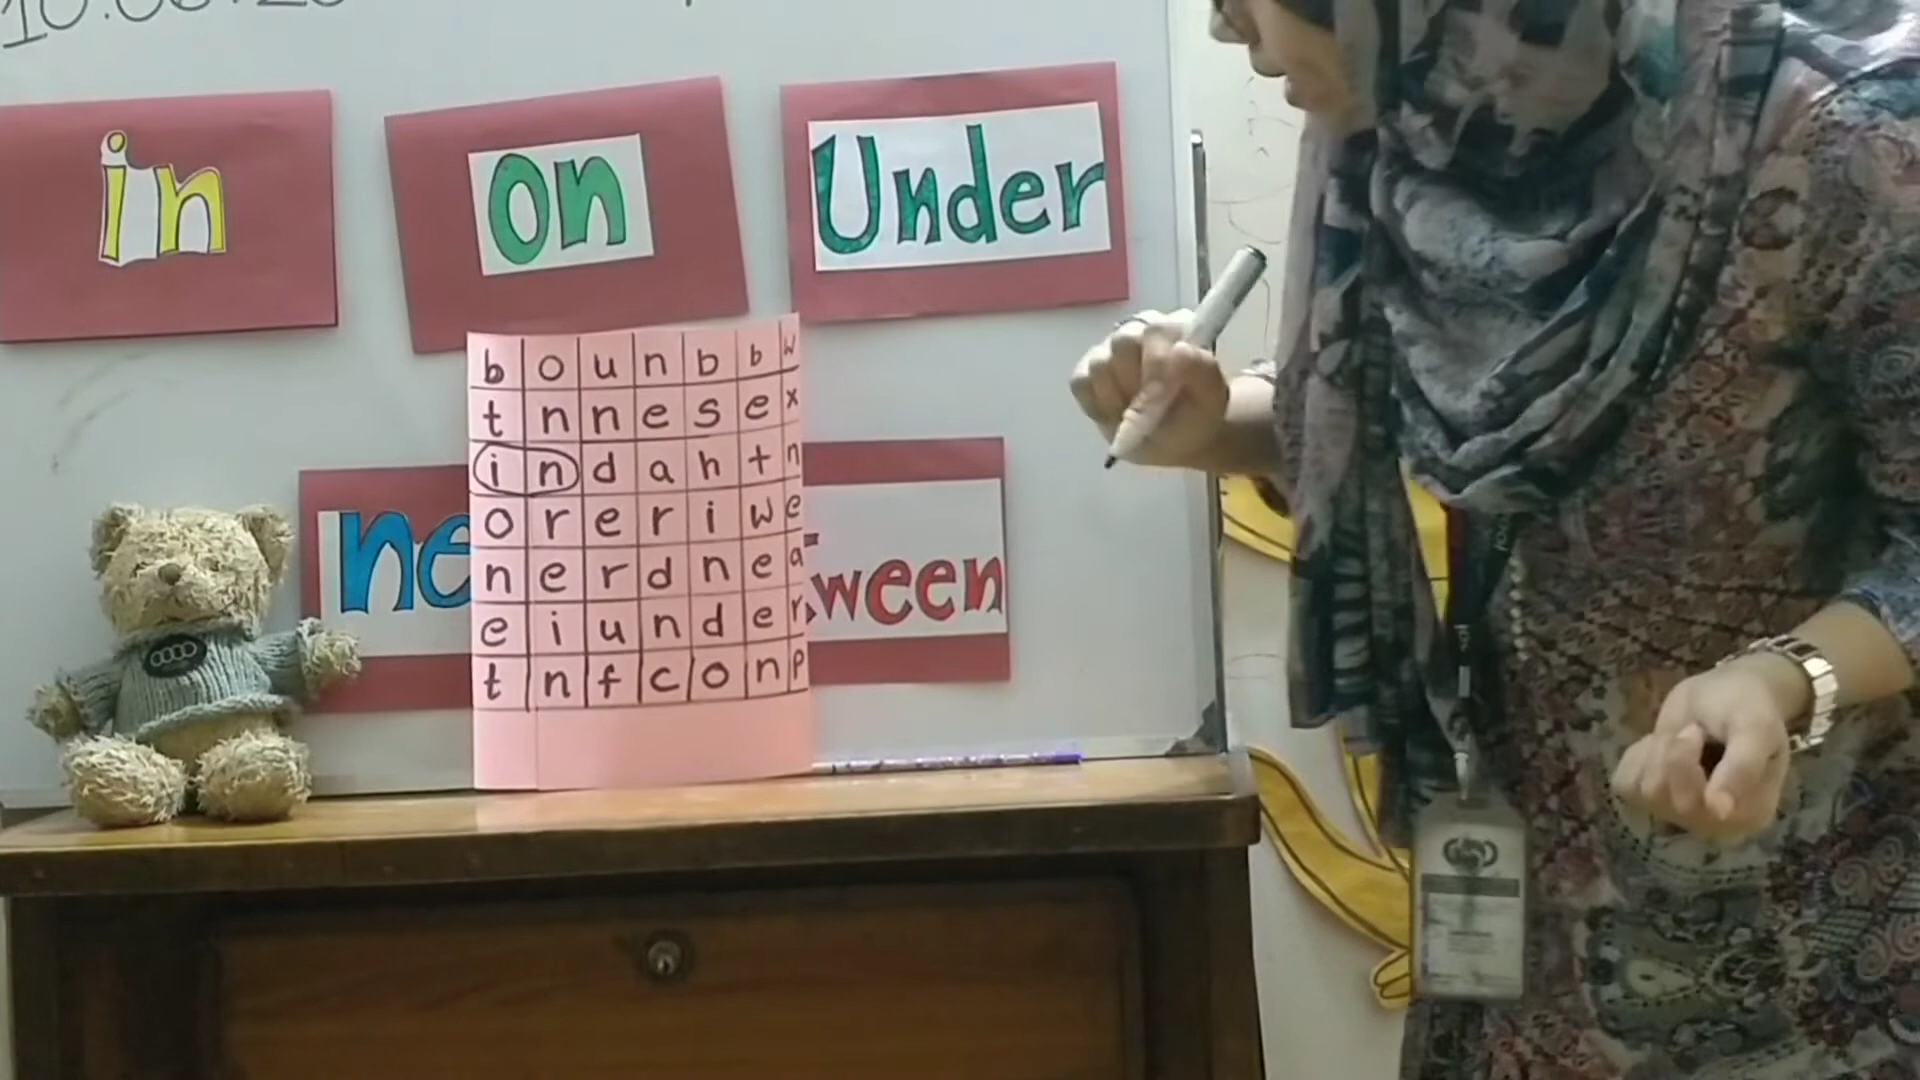 in
on
Under
b o u n b b w
t n n e s e x
i n d a h t n
o r e r i w e
n e r d n e a
e i u n d e r
t n f c o n p
ne
ween